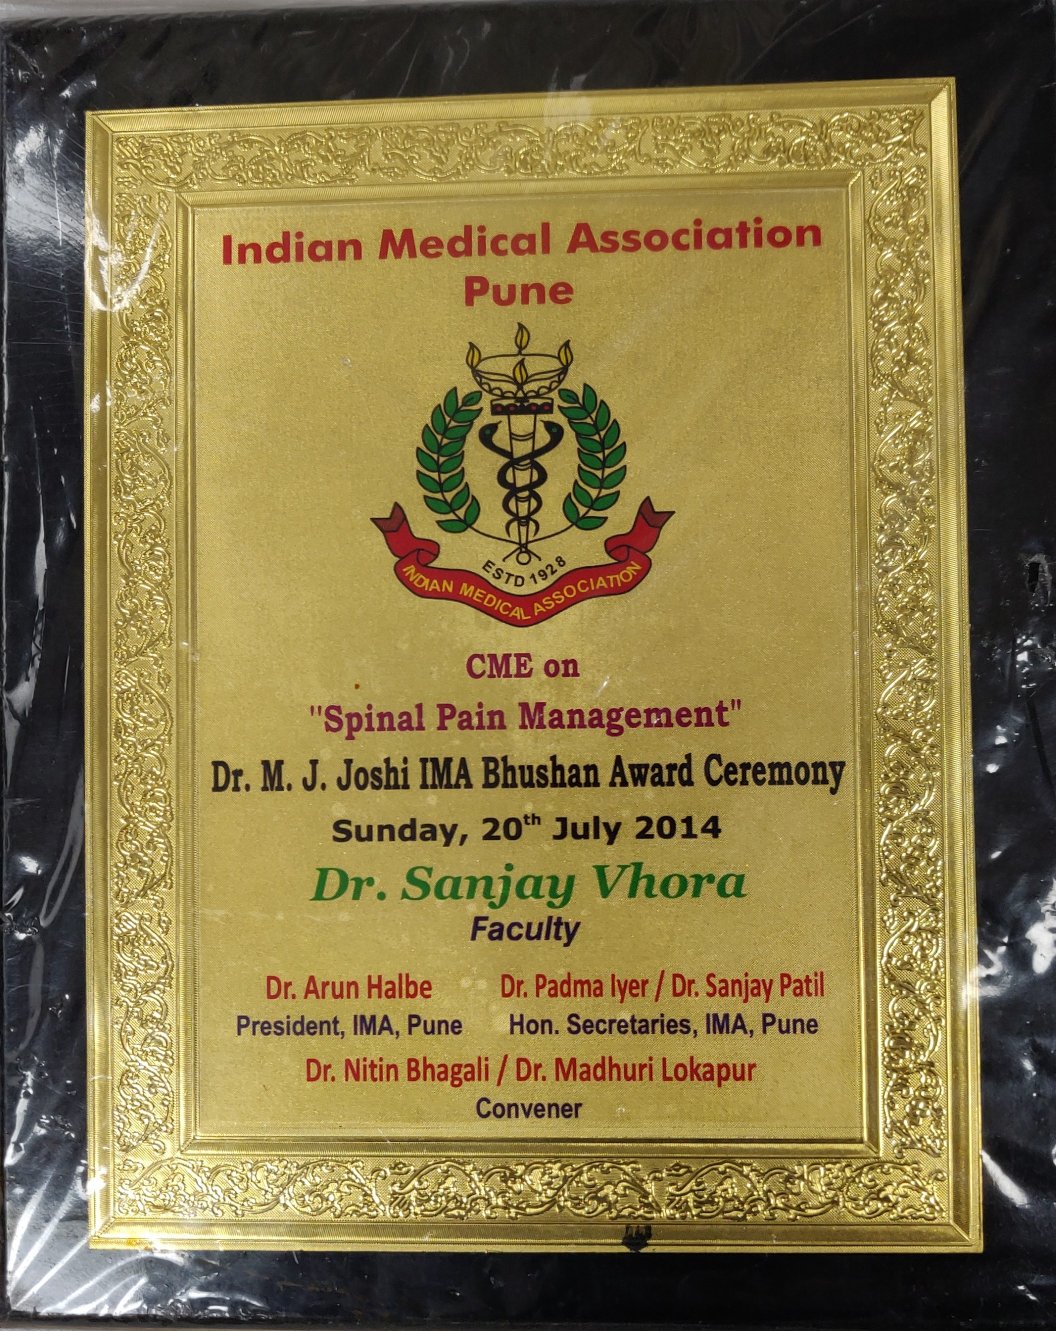 Indian Medical Association
Pune
ESTD 1928
INDIAN MEDICAL ASSOCIATION
CME on
"Spinal Pain Management"
Dr. M. J. Joshi IMA Bhushan Award Ceremony
Sunday, 20th July 2014
Dr. Sanjay Vhora
Faculty
Dr. Arun Halbe Dr. Padma Iyer / Dr. Sanjay Patil
President, IMA, Pune Hon. Secretaries, IMA, Pune
Dr. Nitin Bhagali / Dr. Madhuri Lokapur
Convener